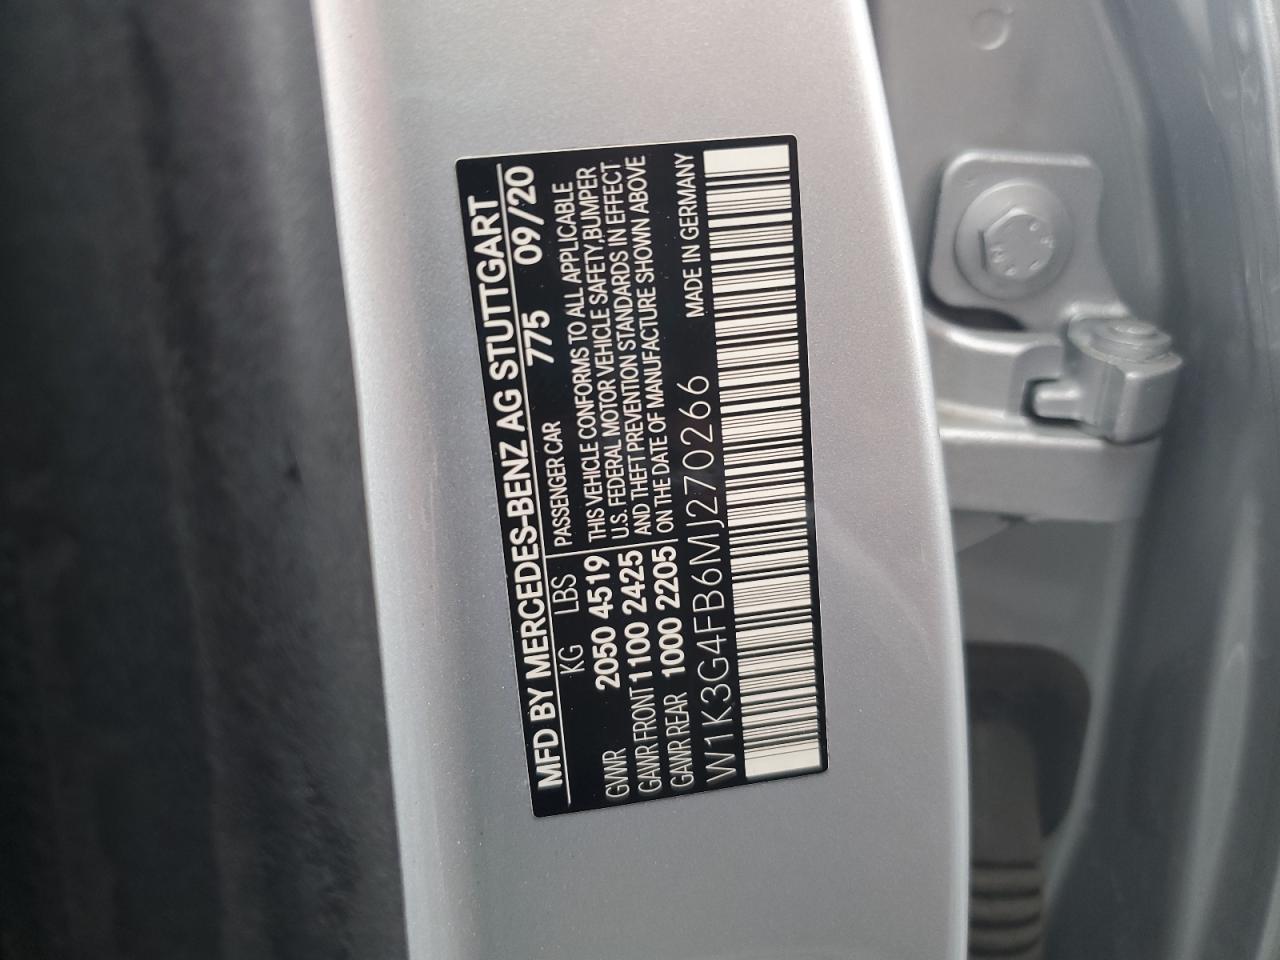 MFD BY MERCEDES-BENZ AG STUTTGART
KG LBS PASSENGER CAR 775 09/20
GVWR 2050 4519 THIS VEHICLE CONFORMS TO ALL APPLICABLE
U.S. FEDERAL MOTOR VEHICLE SAFETY,BUMPER
GAWR FRONT 1100 2425 AND THEFT PREVENTION STANDARDS IN EFFECT
GAWR REAR 1000 2205 ON THE DATE OF MANUFACTURE SHOWN ABOVE
W1K3G4FB6MJ270266 MADE IN GERMANY